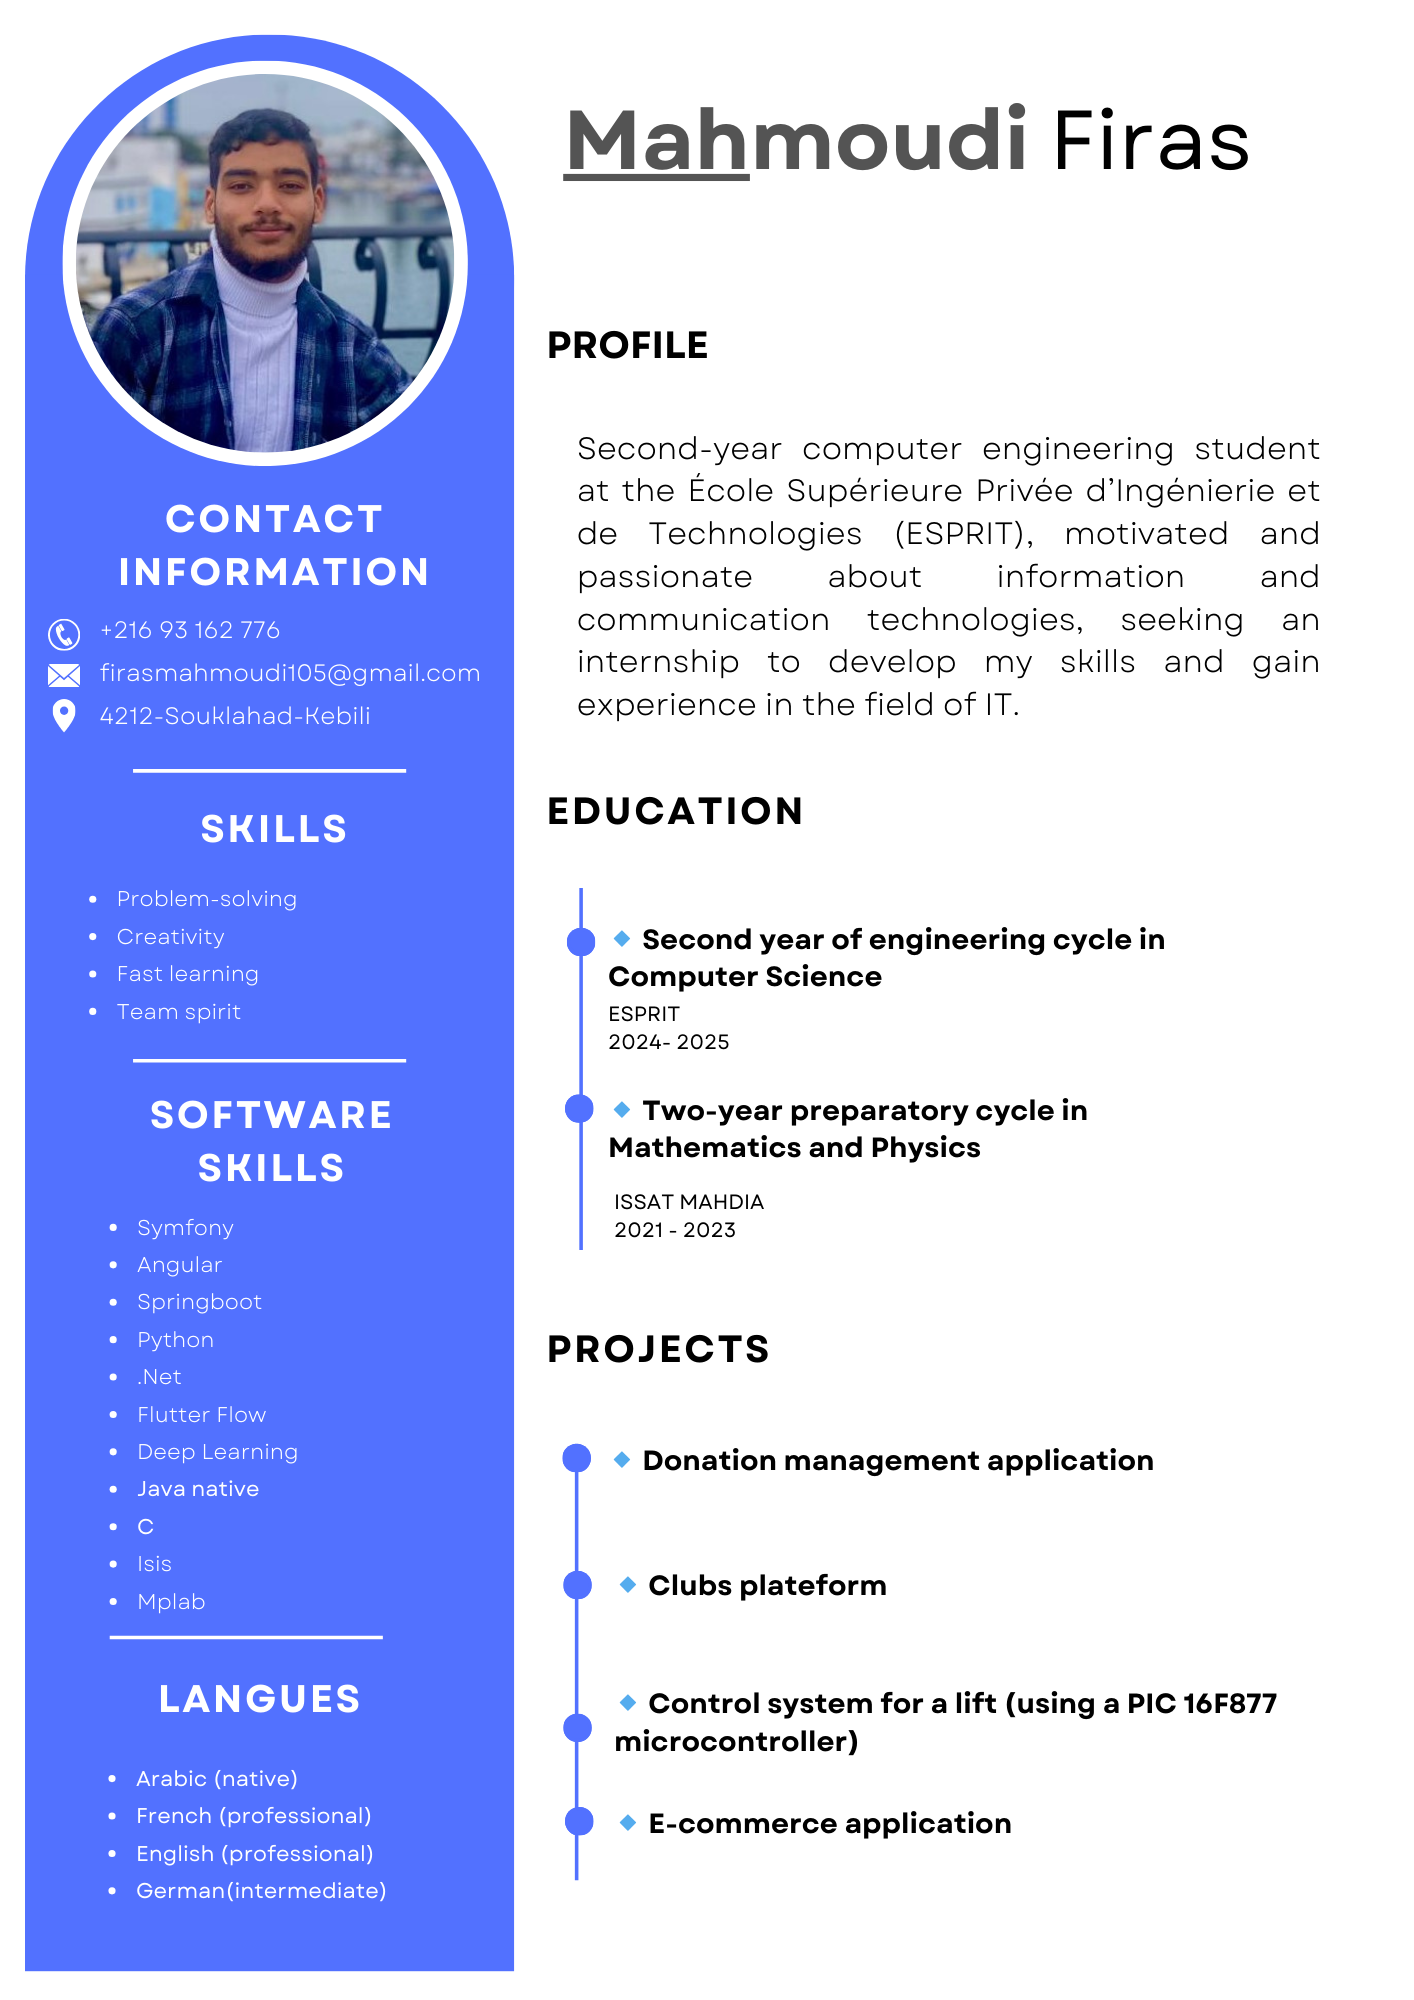 Mahmoudi Firas
CONTACT
INFORMATION
+216 93 162 776
firasmahmoudi105@gmail.com
4212-Souklahad-Kebili
SKILLS
• Problem-solving
• Creativity
• Fast learning
• Team spirit
SOFTWARE
SKILLS
• Symfony
• Angular
• Springboot
• Python
• .Net
• Flutter Flow
• Deep Learning
• Java native
• C
• Isis
• Mplab
LANGUES
• Arabic (native)
• French (professional)
• English (professional)
• German(intermediate)
PROFILE
Second-year computer engineering student
at the École Supérieure Privée d’Ingénierie et
de Technologies (ESPRIT), motivated and
passionate about information and
communication technologies, seeking an
internship to develop my skills and gain
experience in the field of IT.
EDUCATION
🔹 Second year of engineering cycle in
Computer Science
ESPRIT
2024- 2025
🔹 Two-year preparatory cycle in
Mathematics and Physics
ISSAT MAHDIA
2021 - 2023
PROJECTS
🔹 Donation management application
🔹 Clubs plateform
🔹 Control system for a lift (using a PIC 16F877
microcontroller)
🔹 E-commerce application